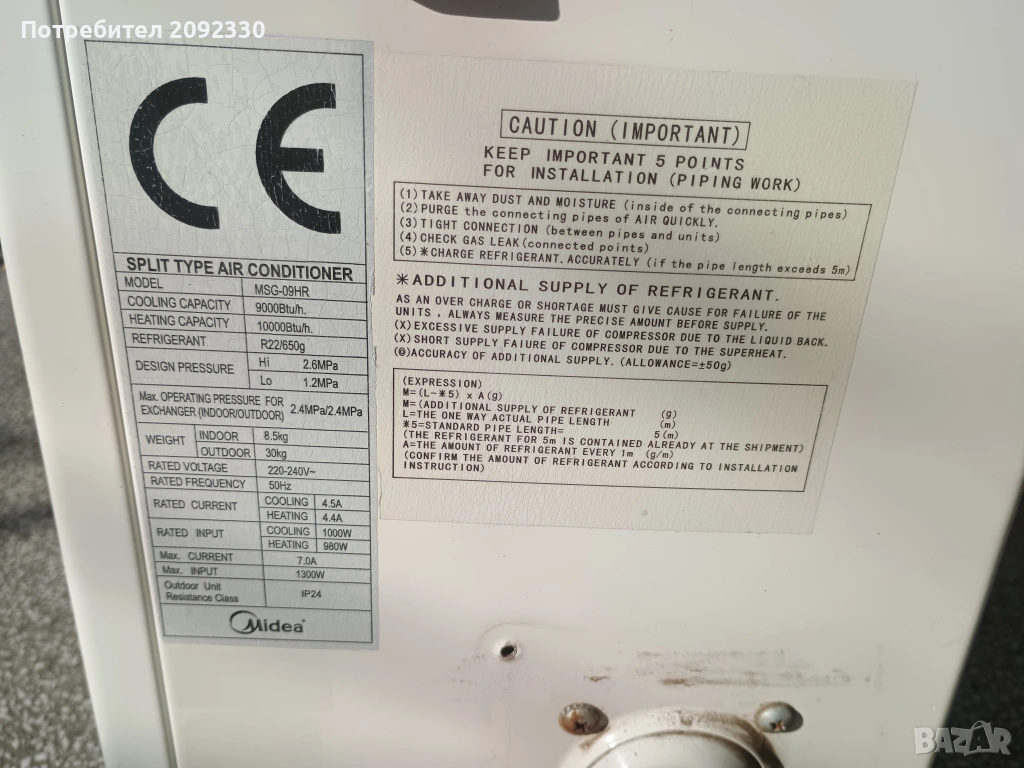 Потребител 2092330
CE
SPLIT TYPE AIR CONDITIONER
MODEL MSG-09HR
COOLING CAPACITY 9000Btu/h.
HEATING CAPACITY 10000Btu/h.
REFRIGERANT R22/650g
DESIGN PRESSURE Hi 2.6MPa
Lo 1.2MPa
Max. OPERATING PRESSURE FOR
EXCHANGER (INDOOR/OUTDOOR) 2.4MPa/2.4MPa
WEIGHT INDOOR 8.5kg
OUTDOOR 30kg
RATED VOLTAGE 220-240V~
RATED FREQUENCY 50Hz
RATED CURRENT COOLING 4.5A
HEATING 4.4A
RATED INPUT COOLING 1000W
HEATING 980W
Max. CURRENT 7.0A
Max. INPUT 1300W
Outdoor Unit
Resistance Class IP24
Midea
CAUTION (IMPORTANT)
KEEP IMPORTANT 5 POINTS
FOR INSTALLATION (PIPING WORK)
(1) TAKE AWAY DUST AND MOISTURE (inside of the connecting pipes)
(2) PURGE the connecting pipes of AIR QUICKLY.
(3) TIGHT CONNECTION (between pipes and units)
(4) CHECK GAS LEAK (connected points)
(5) *CHARGE REFRIGERANT. ACCURATELY (if the pipe length exceeds 5m)
*ADDITIONAL SUPPLY OF REFRIGERANT.
AS AN OVER CHARGE OR SHORTAGE MUST GIVE CAUSE FOR FAILURE OF THE
UNITS , ALWAYS MEASURE THE PRECISE AMOUNT BEFORE SUPPLY.
(X) EXCESSIVE SUPPLY FAILURE OF COMPRESSOR DUE TO THE LIQUID BACK.
(X) SHORT SUPPLY FAIURE OF COMPRESSOR DUE TO THE SUPERHEAT.
(◎) ACCURACY OF ADDITIONAL SUPPLY. (ALLOWANCE=±50g)
(EXPRESSION)
M=(L-*5) x A(g)
M=(ADDITIONAL SUPPLY OF REFRIGERANT (g)
L=THE ONE WAY ACTUAL PIPE LENGTH (m)
*5=STANDARD PIPE LENGTH= 5(m)
(THE REFRIGERANT FOR 5m IS CONTAINED ALREADY AT THE SHIPMENT)
A=THE AMOUNT OF REFRIGERANT EVERY 1m (g/m)
(CONFIRM THE AMOUNT OF REFRIGERANT ACCORDING TO INSTALLATION
INSTRUCTION)
BAZAR